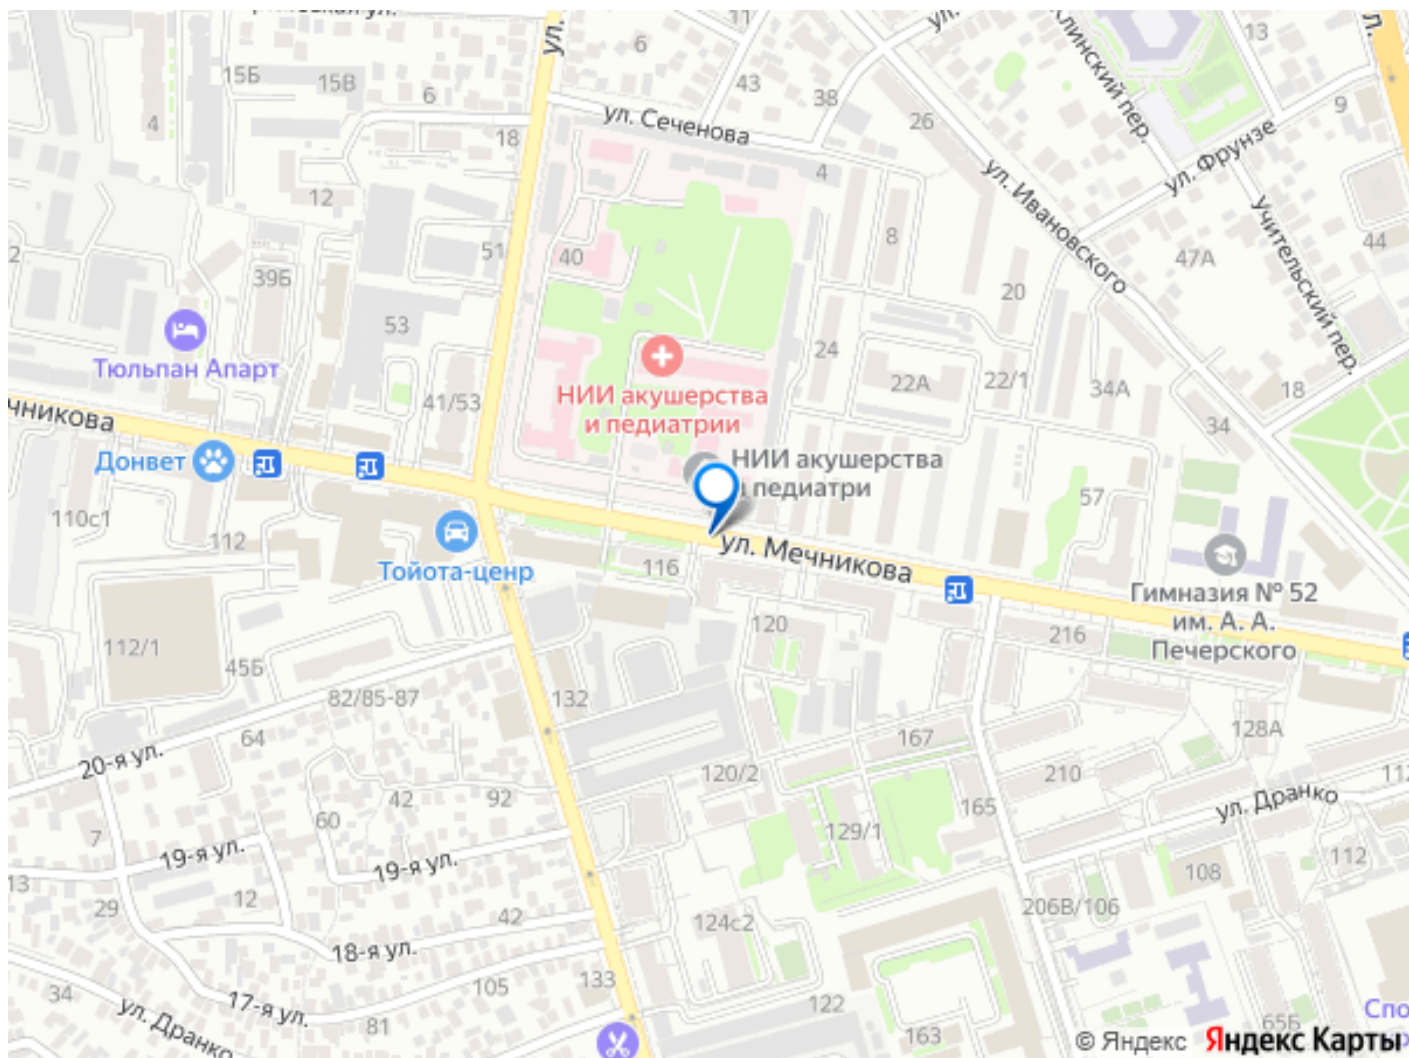 11
6
13
15Б
15В
6
43
38
9
4
18
ул. Сеченова
26
Клинский пер.
ул. Фрунзе
4
12
ул. Ивановского
Учительский пер.
51
40
8
47А
44
2
39Б
20
53
24
Тюльпан Апарт
22А
22/1
34А
18
41/53
НИИ акушерства
и педиатрии
34
чникова
Донвет
НИИ акушерства
педиатри
57
110с1
112
Тойота-ценр
116
ул. Мечникова
Гимназия № 52
им. А. А.
Печерского
120
216
112/1
45Б
82/85-87
132
64
20-я ул.
167
128А
120/2
210
42
92
60
165
ул. Дранко
7
129/1
19-я ул.
19-я ул.
112
13
108
12
29
42
124с2
206В/106
18-я ул.
133
34
105
17-я ул.
122
81
ул. Дранко
163
65Б
Спо
© Яндекс Яндекс Карты